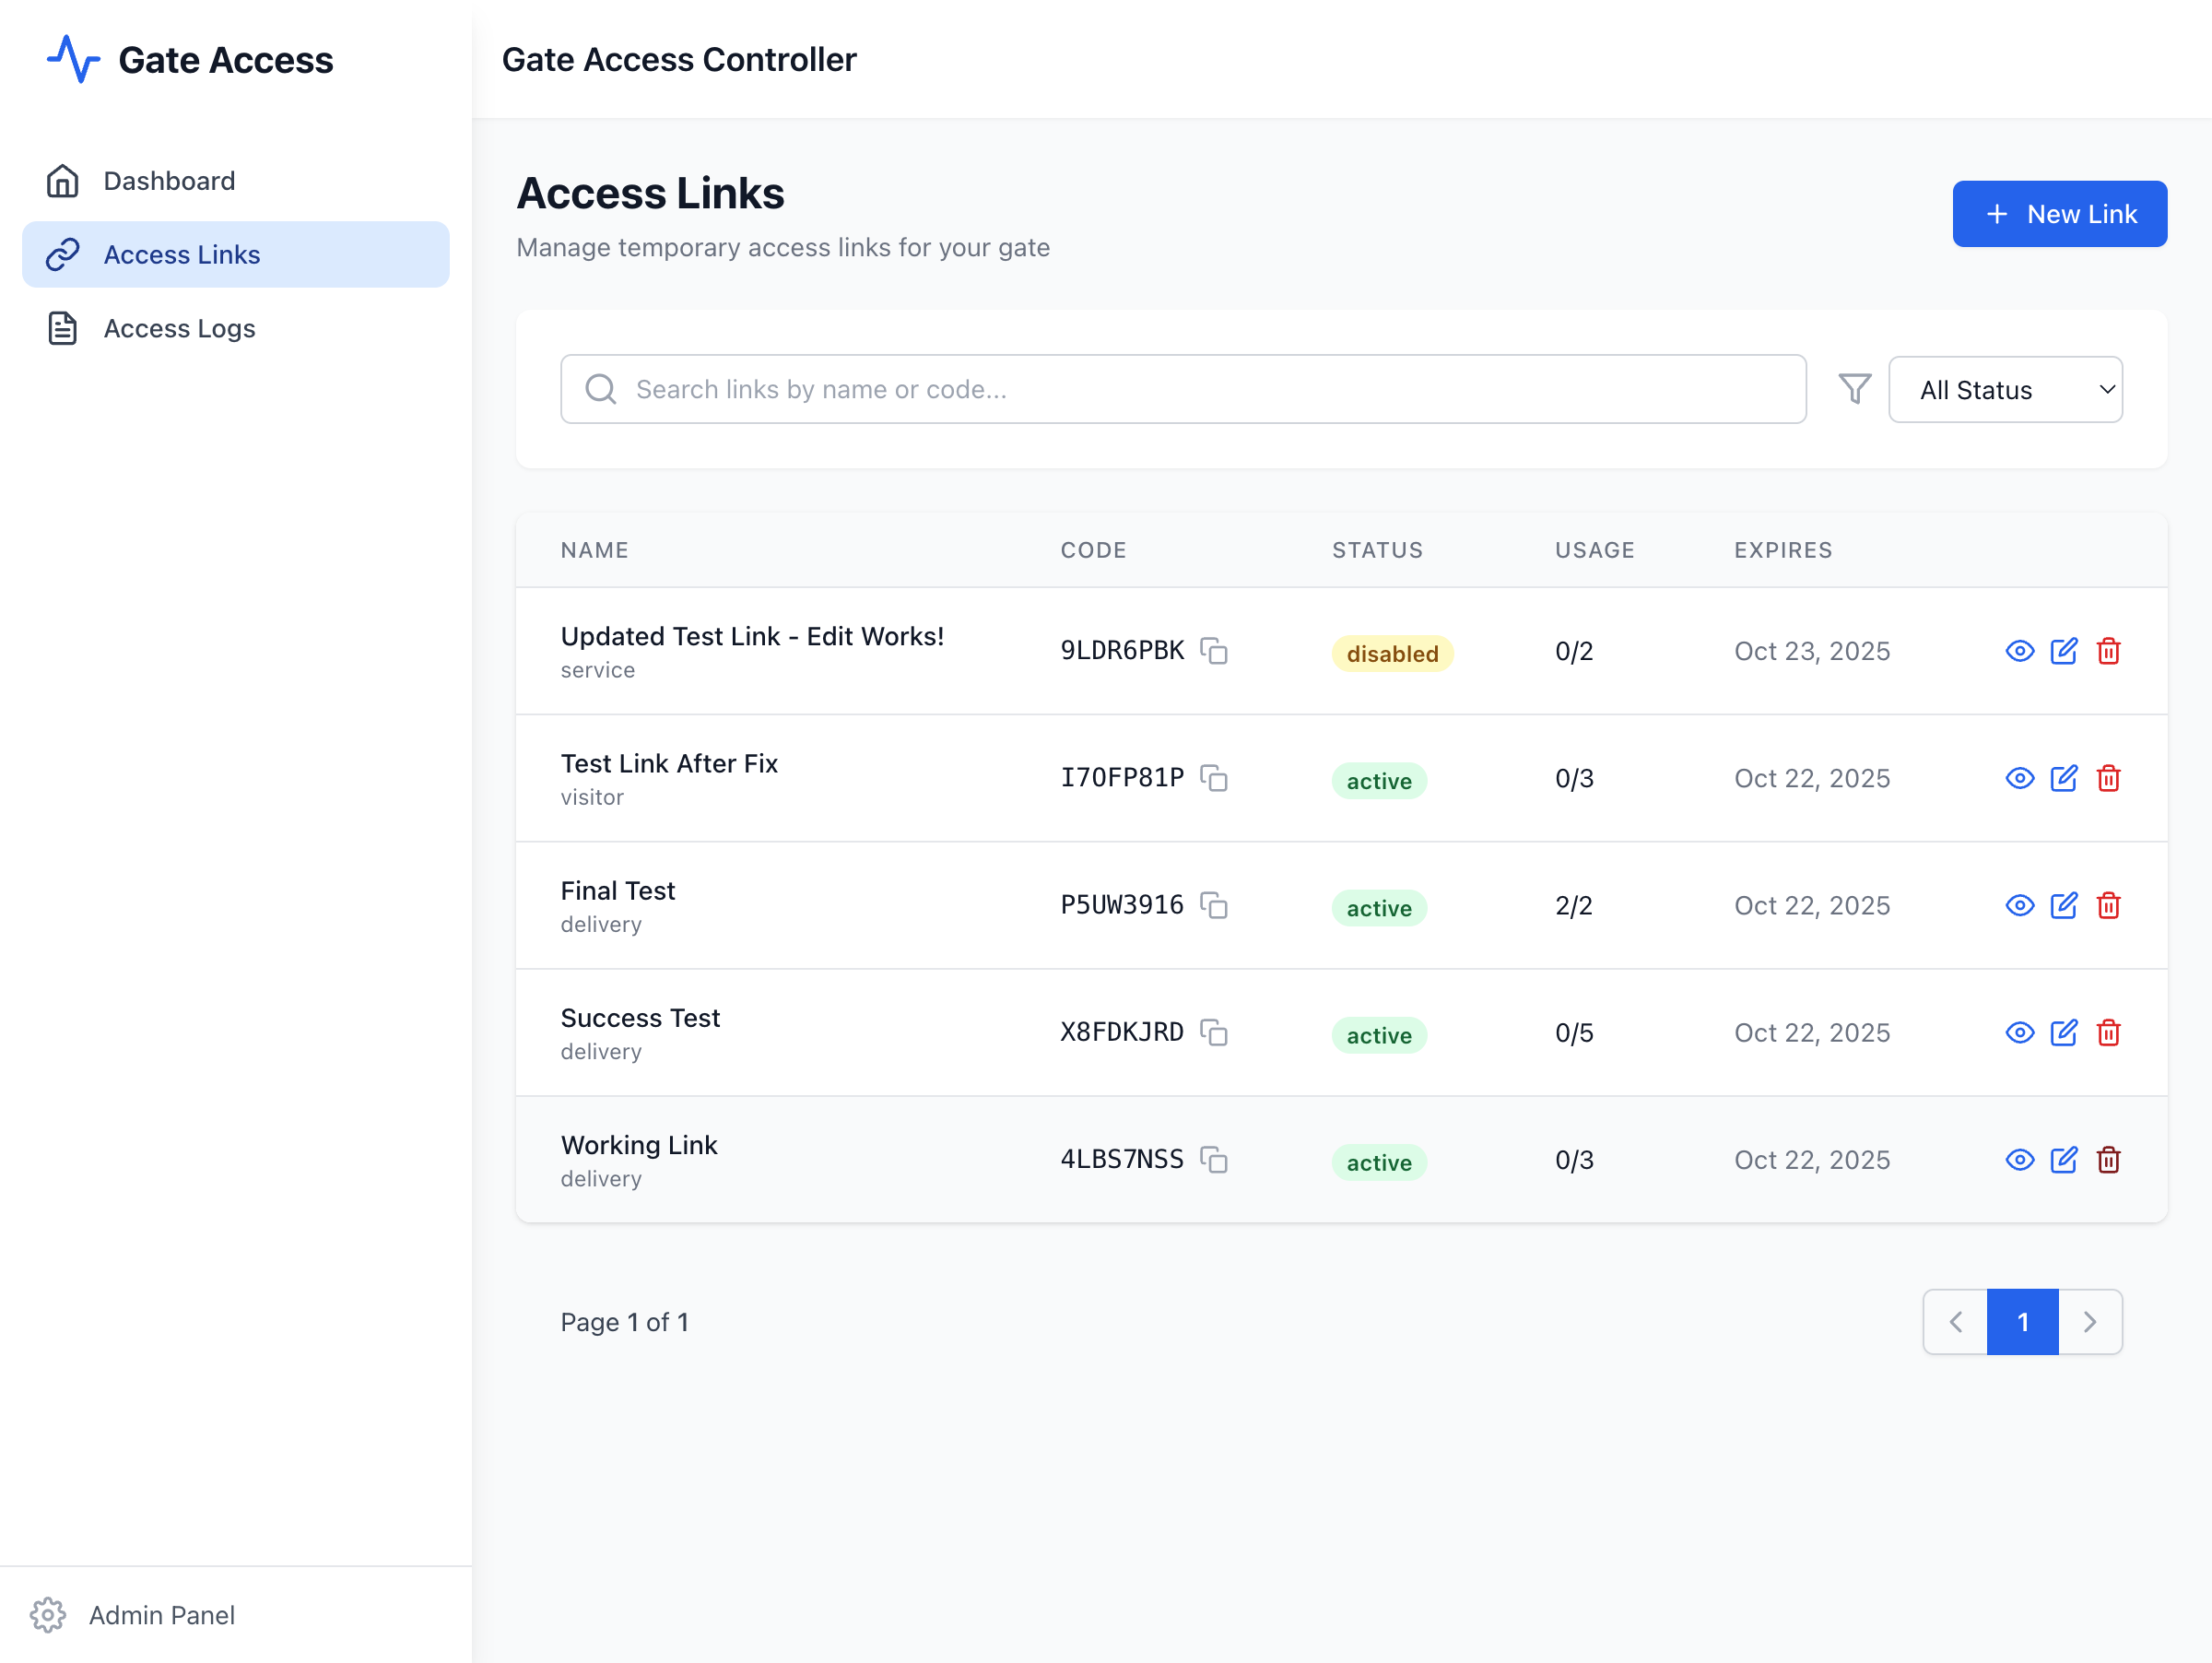 Gate Access
Gate Access Controller
Dashboard
Access Links
Access Logs
Access Links
Manage temporary access links for your gate
+ New Link
Search links by name or code...
All Status
NAME CODE STATUS USAGE EXPIRES
Updated Test Link - Edit Works!
service
9LDR6PBK disabled 0/2 Oct 23, 2025
Test Link After Fix
visitor
I7OFP81P active 0/3 Oct 22, 2025
Final Test
delivery
P5UW3916 active 2/2 Oct 22, 2025
Success Test
delivery
X8FDKJRD active 0/5 Oct 22, 2025
Working Link
delivery
4LBS7NSS active 0/3 Oct 22, 2025
Page 1 of 1
1
Admin Panel